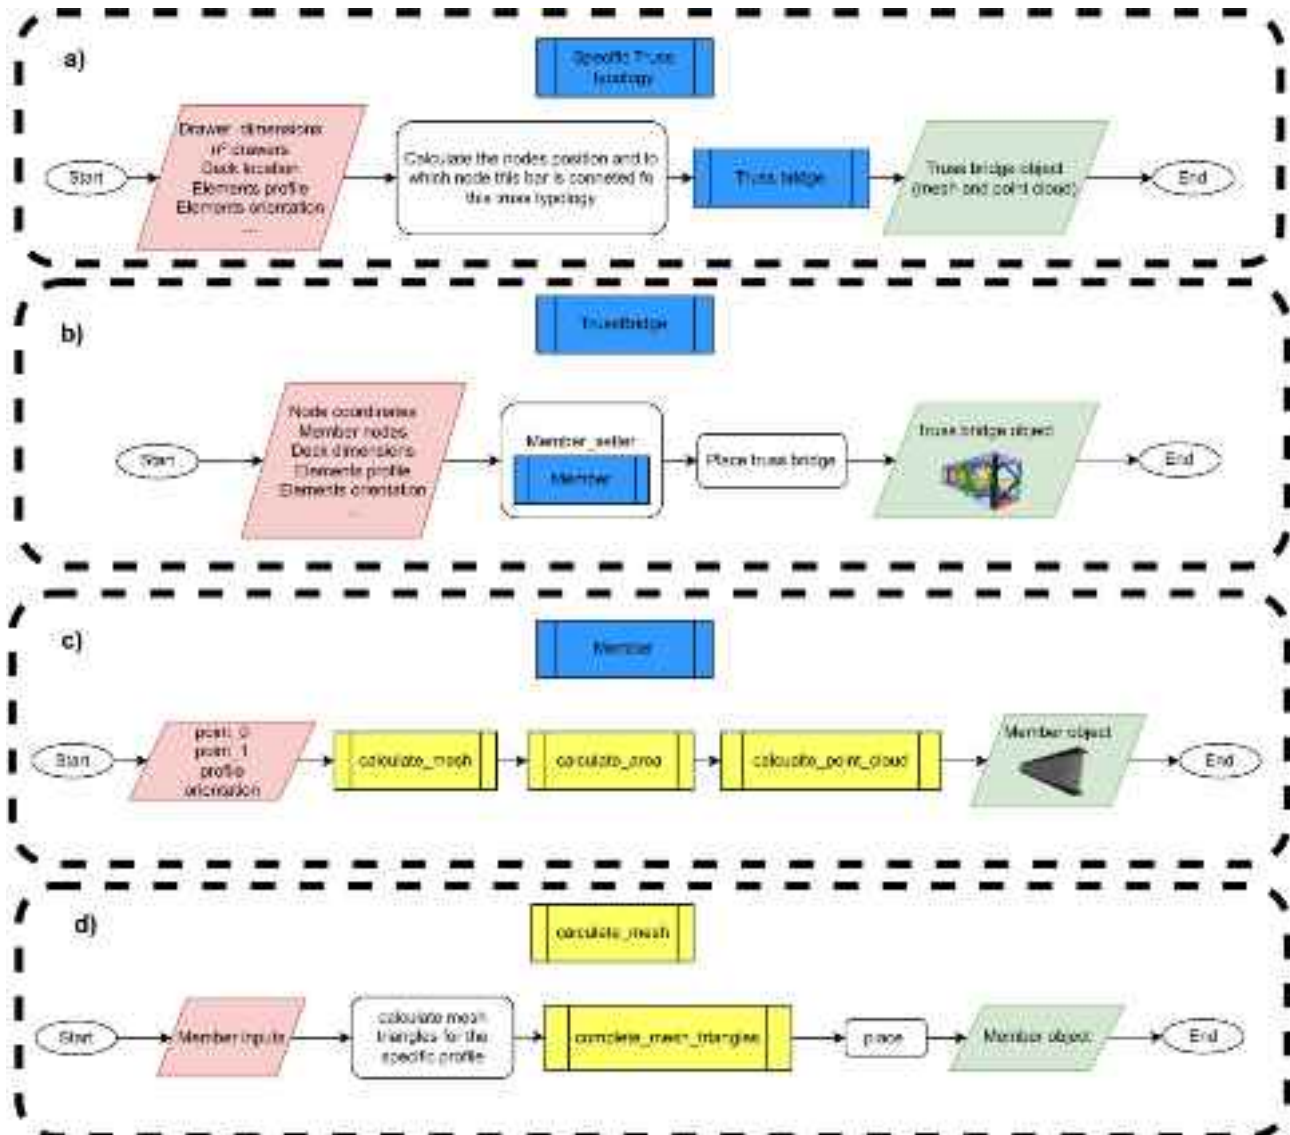 a)
Specific Truss
typology
Drawer_dimensions
nº drawers
Deck location
Elements profile
Elements orientation
...
Start
Calculate the nodes position and to
which node this bar is conneted fo
this truss typology
Truss bridge
Truss bridge object
(mesh and point cloud)
End
b)
TrussBridge
Node coordinates
Member nodes
Deck dimensions
Elements profile
Elements orientation
...
Start
Member_setter
Member
Place truss bridge
Truss bridge object
End
c)
Member
Start
point_0
point_1
profile
orientation
calculate_mesh
calculate_area
calcualte_point_cloud
Member object
End
d)
calculate_mesh
Start
Member inputs
calculate mesh
triangles for the
specific profile
complete_mesh_triangles
place
Member object
End